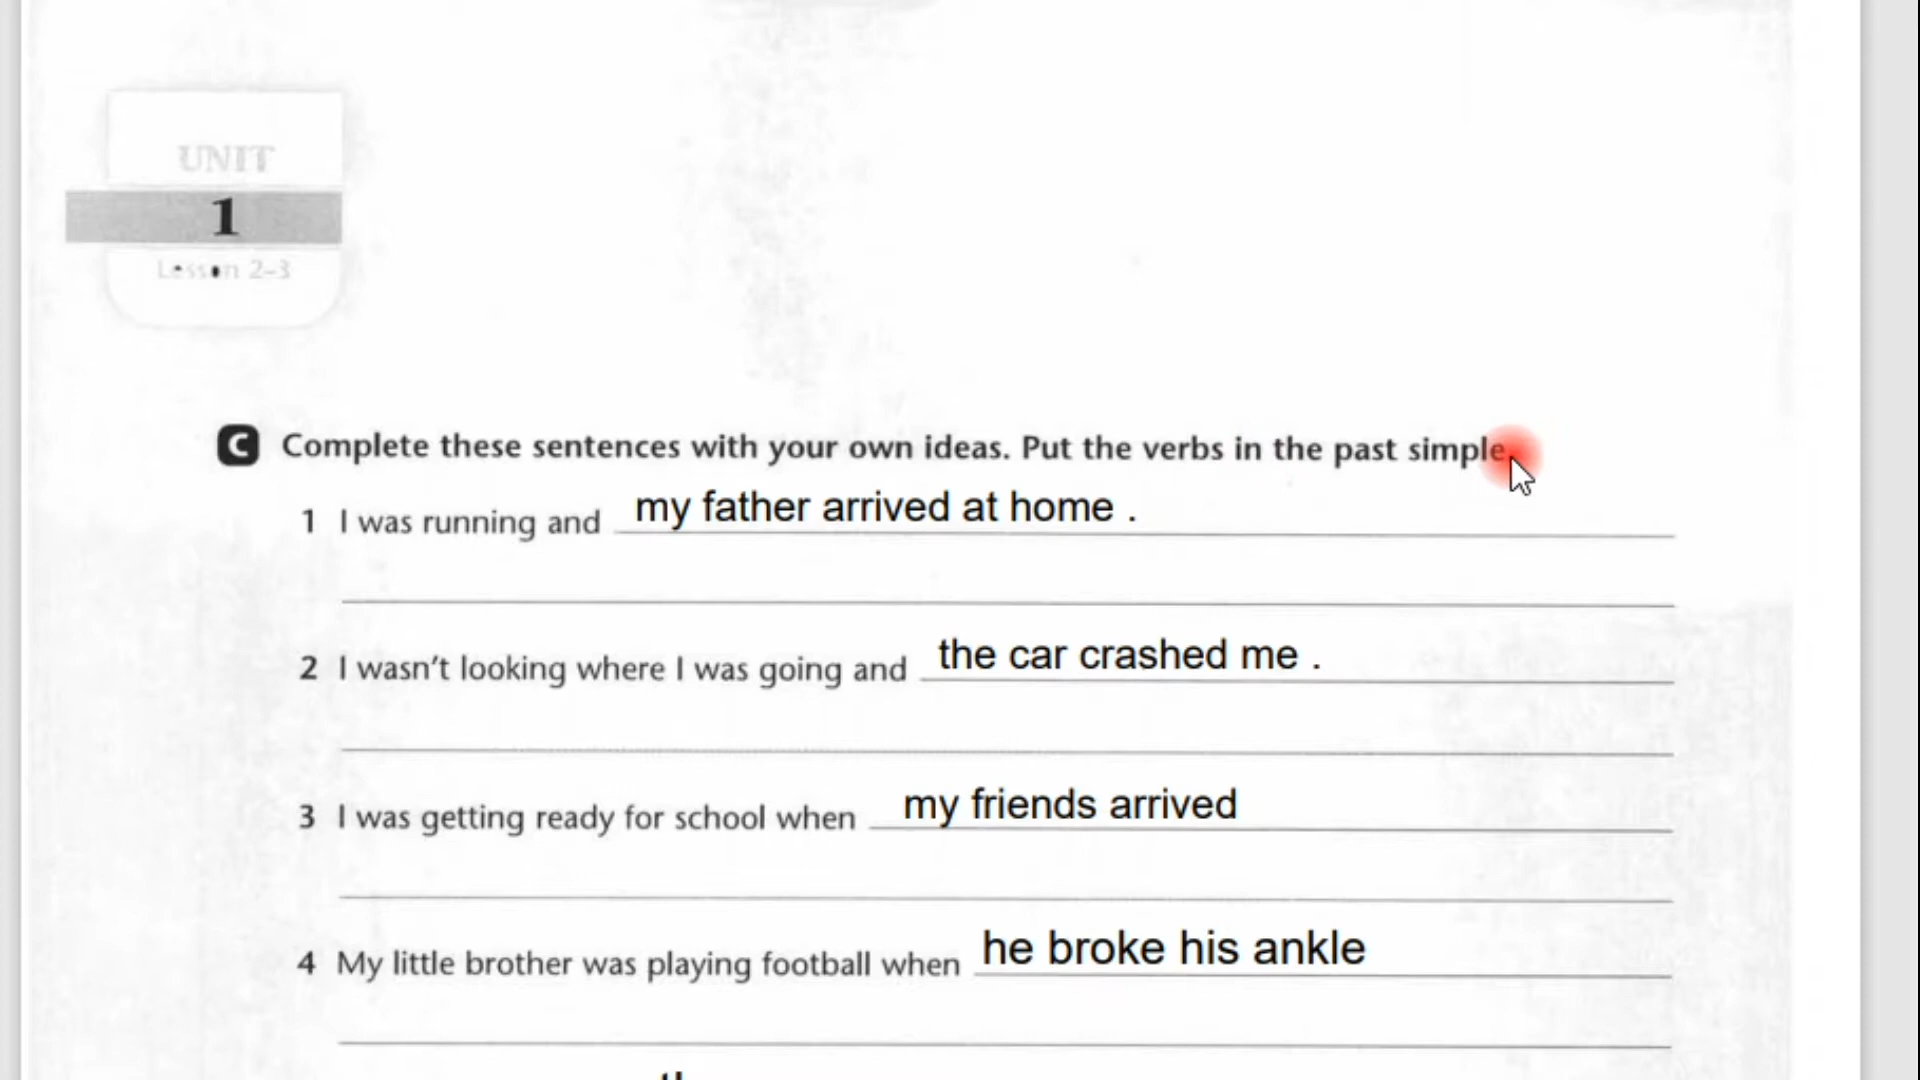 UNIT
1
Lesson 2-3
C Complete these sentences with your own ideas. Put the verbs in the past simple.
1 I was running and my father arrived at home .
2 I wasn't looking where I was going and the car crashed me .
3 I was getting ready for school when my friends arrived
4 My little brother was playing football when he broke his ankle